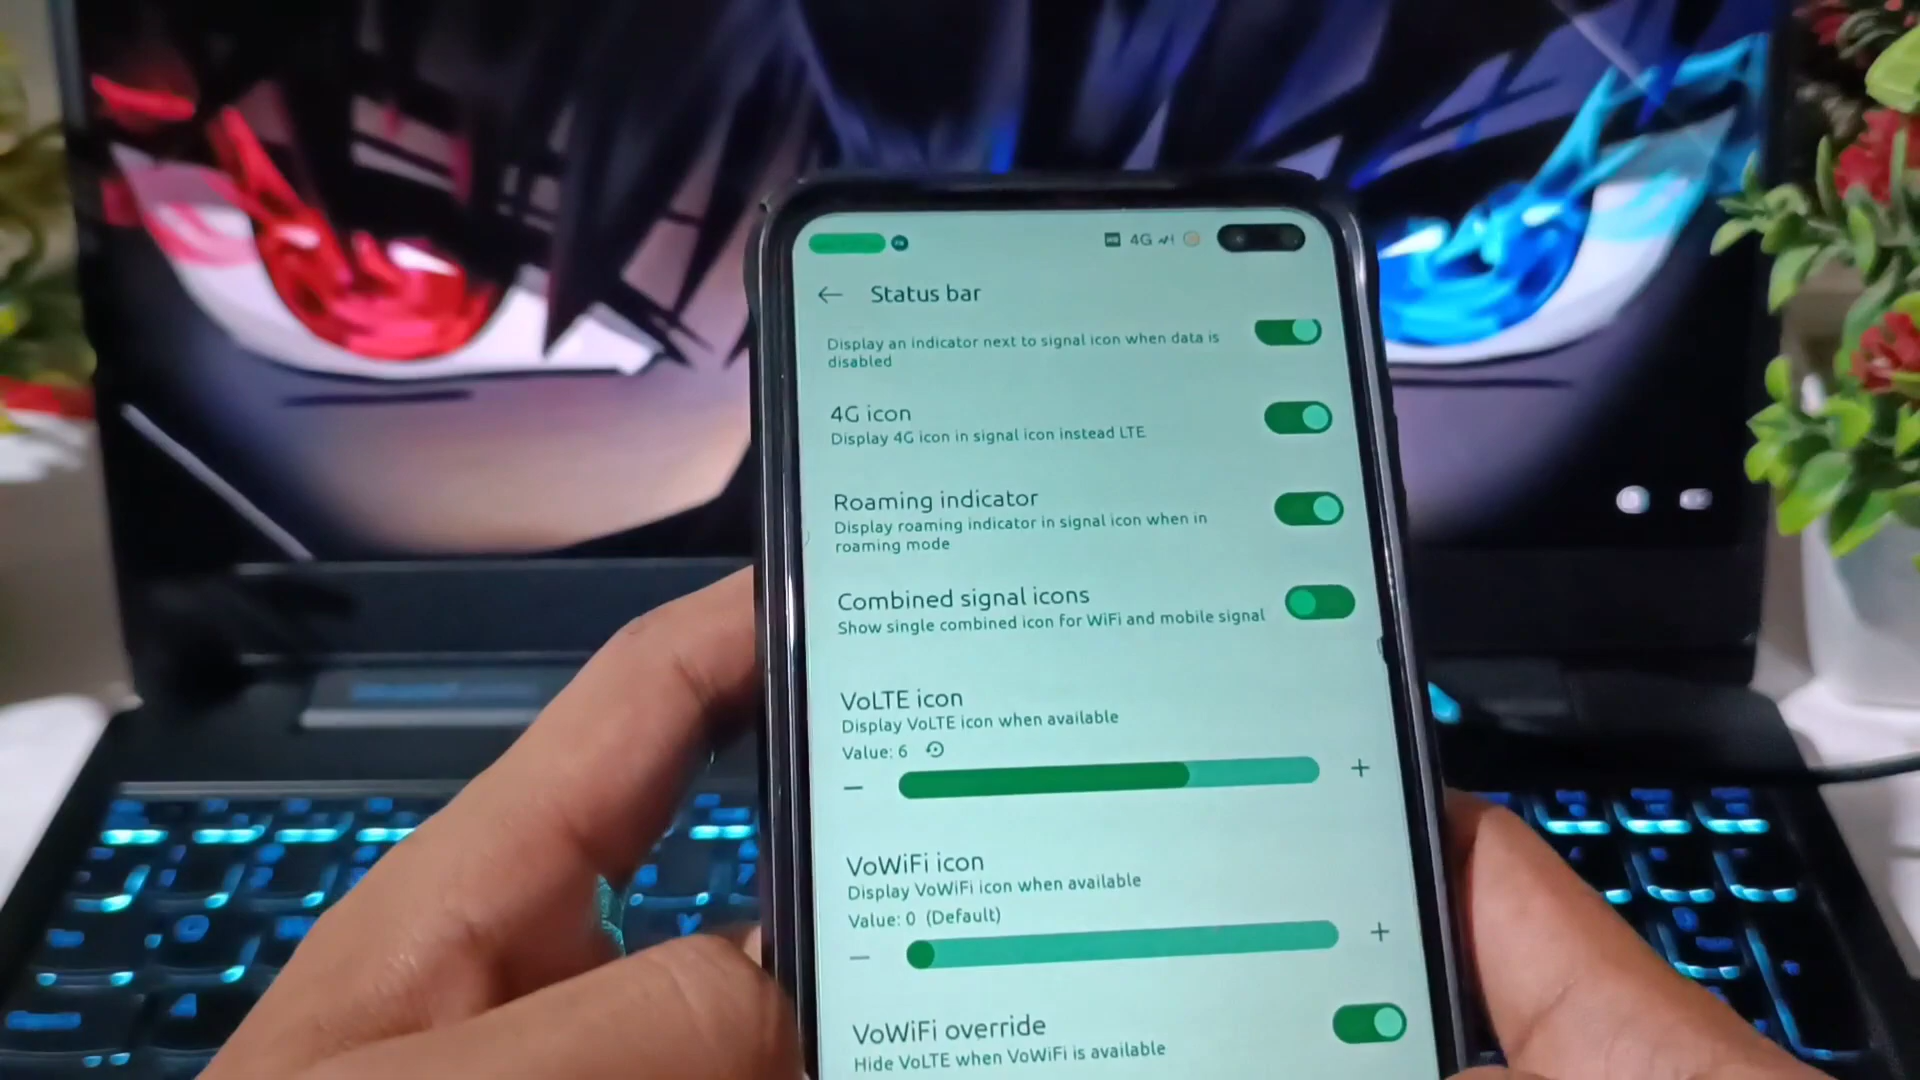 4G
Status bar
Display an indicator next to signal icon when data is
disabled
4G icon
Display 4G icon in signal icon instead LTE
Roaming indicator
Display roaming indicator in signal icon when in
roaming mode
Combined signal icons
Show single combined icon for WiFi and mobile signal
VoLTE icon
Display VoLTE icon when available
Value: 6
VoWiFi icon
Display VoWiFi icon when available
Value: 0 (Default)
VoWiFi override
Hide VoLTE when VoWiFi is available